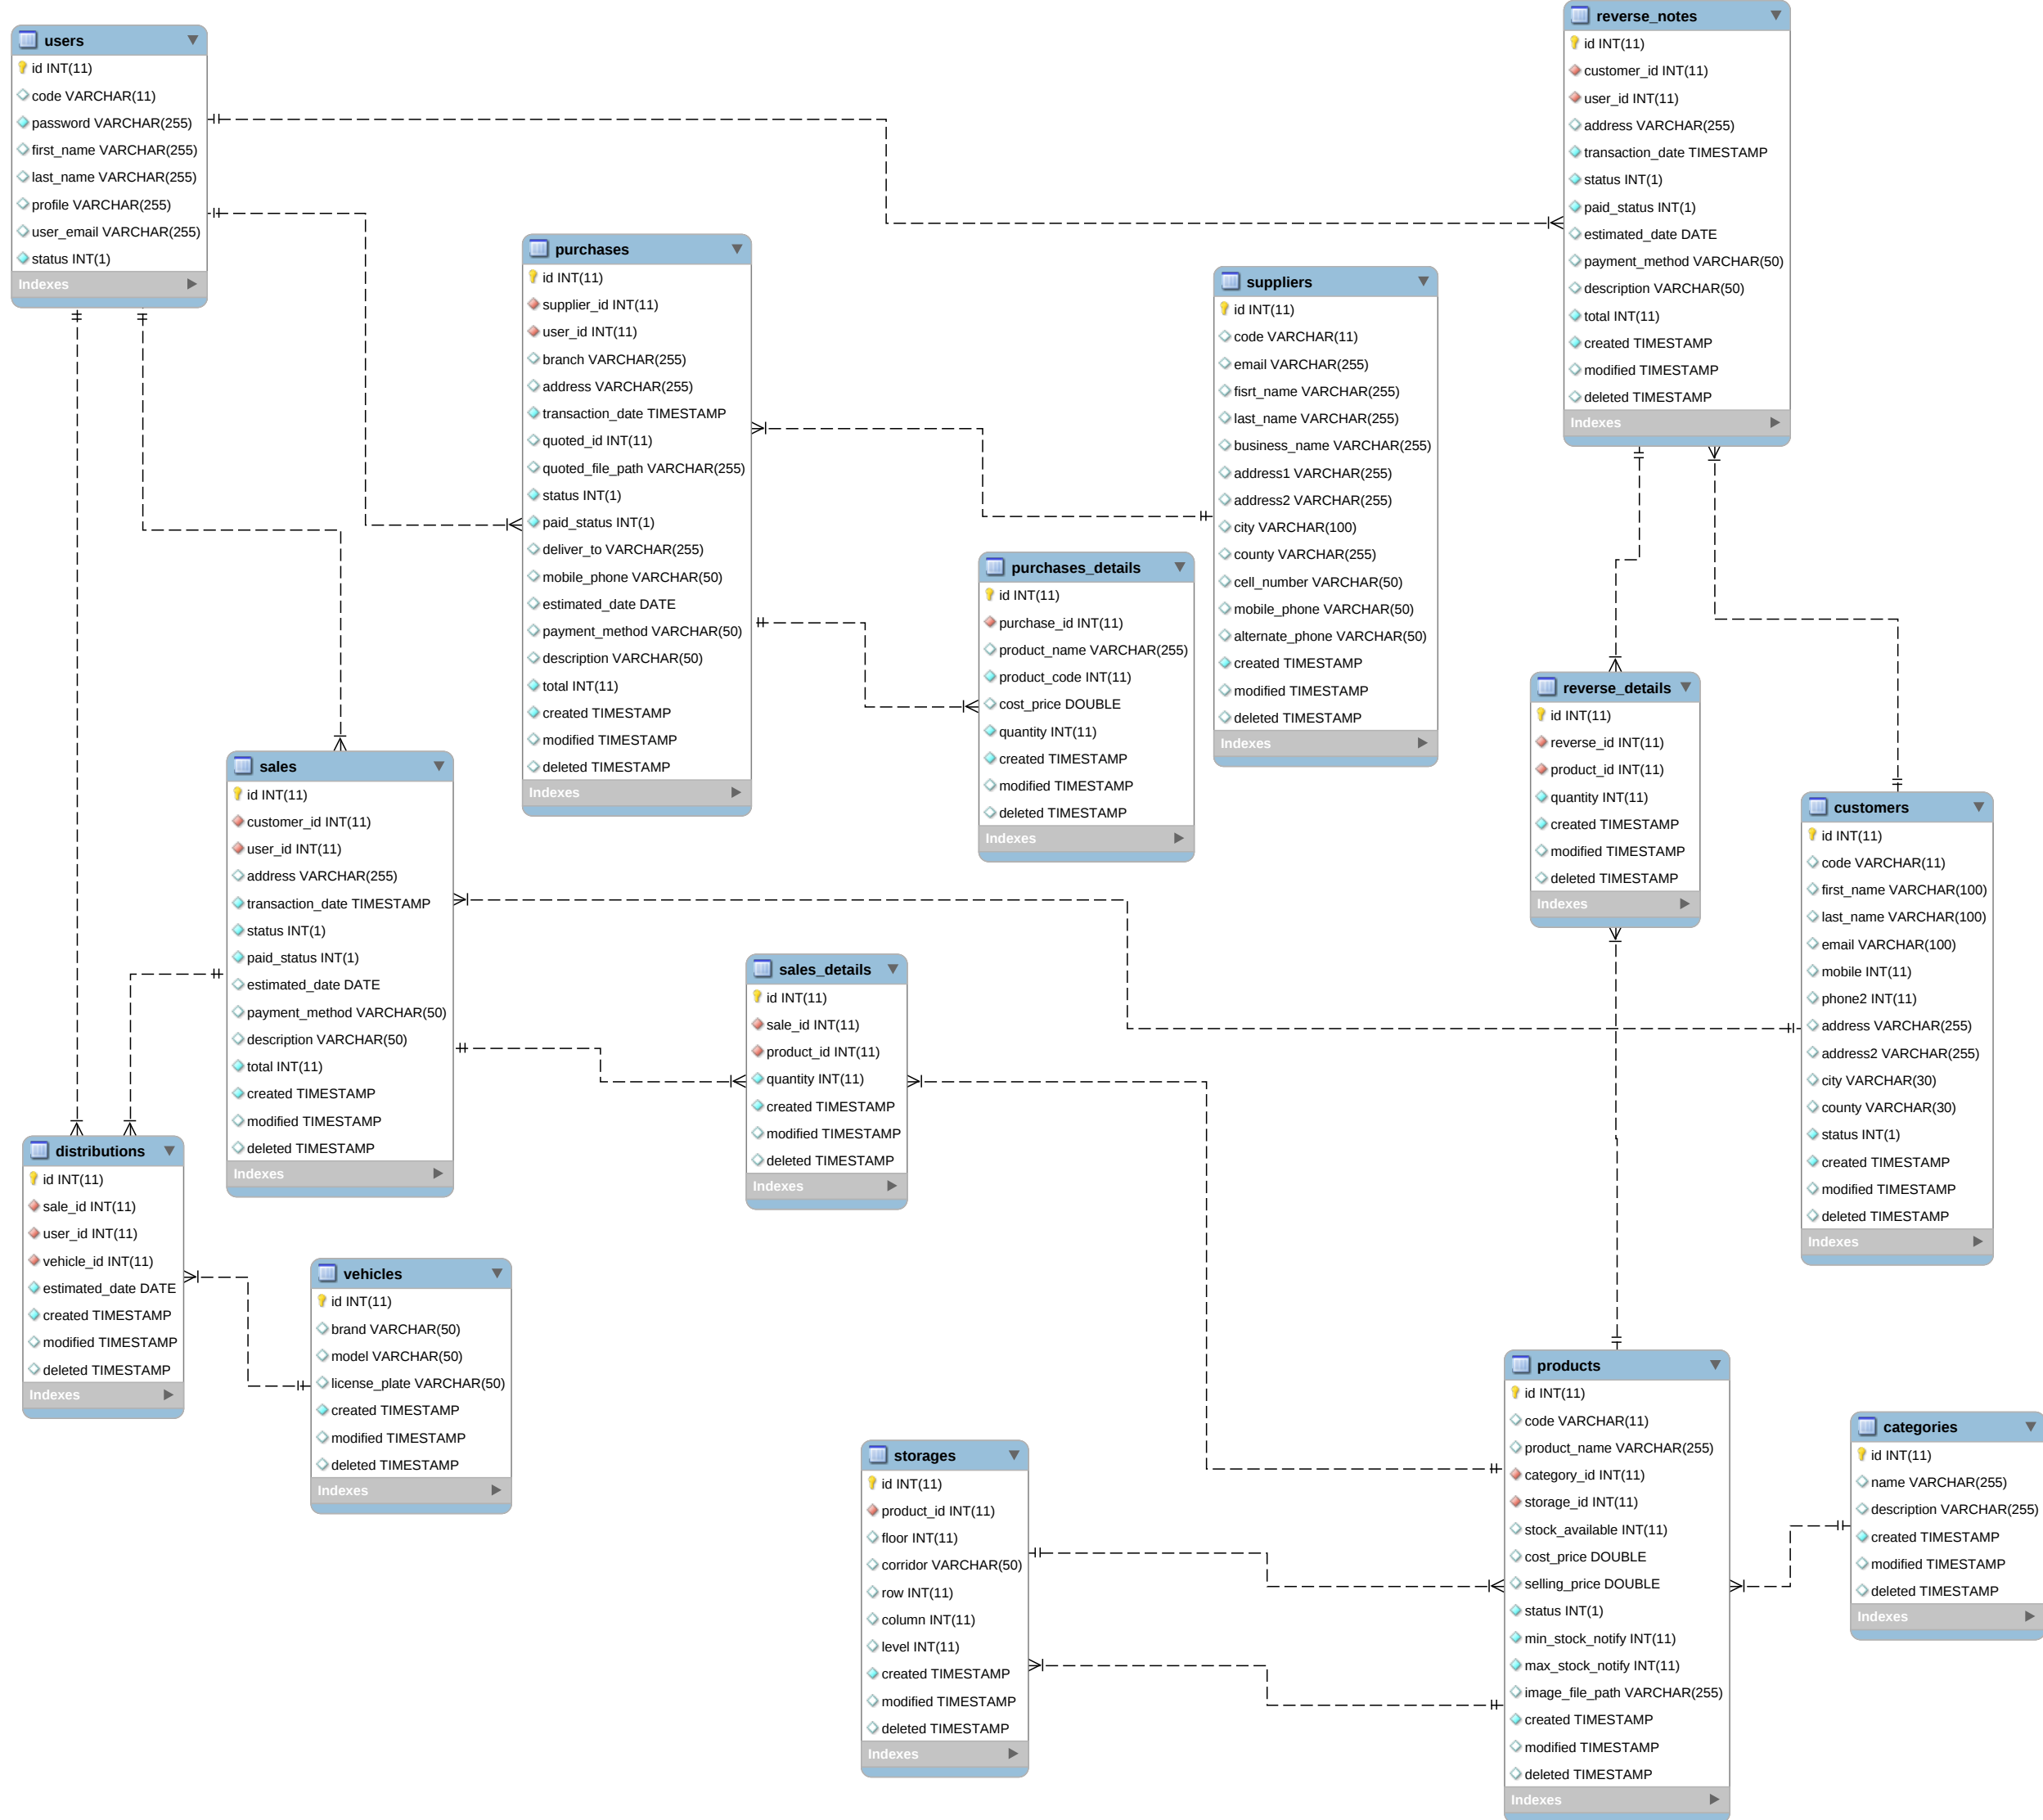 users
id INT(11)
code VARCHAR(11)
password VARCHAR(255)
first_name VARCHAR(255)
last_name VARCHAR(255)
profile VARCHAR(255)
user_email VARCHAR(255)
status INT(1)
Indexes
reverse_notes
id INT(11)
customer_id INT(11)
user_id INT(11)
address VARCHAR(255)
transaction_date TIMESTAMP
status INT(1)
paid_status INT(1)
estimated_date DATE
payment_method VARCHAR(50)
description VARCHAR(50)
total INT(11)
created TIMESTAMP
modified TIMESTAMP
deleted TIMESTAMP
Indexes
purchases
id INT(11)
supplier_id INT(11)
user_id INT(11)
branch VARCHAR(255)
address VARCHAR(255)
transaction_date TIMESTAMP
quoted_id INT(11)
quoted_file_path VARCHAR(255)
status INT(1)
paid_status INT(1)
deliver_to VARCHAR(255)
mobile_phone VARCHAR(50)
estimated_date DATE
payment_method VARCHAR(50)
description VARCHAR(50)
total INT(11)
created TIMESTAMP
modified TIMESTAMP
deleted TIMESTAMP
Indexes
suppliers
id INT(11)
code VARCHAR(11)
email VARCHAR(255)
fisrt_name VARCHAR(255)
last_name VARCHAR(255)
business_name VARCHAR(255)
address1 VARCHAR(255)
address2 VARCHAR(255)
city VARCHAR(100)
county VARCHAR(255)
cell_number VARCHAR(50)
mobile_phone VARCHAR(50)
alternate_phone VARCHAR(50)
created TIMESTAMP
modified TIMESTAMP
deleted TIMESTAMP
Indexes
purchases_details
id INT(11)
purchase_id INT(11)
product_name VARCHAR(255)
product_code INT(11)
cost_price DOUBLE
quantity INT(11)
created TIMESTAMP
modified TIMESTAMP
deleted TIMESTAMP
Indexes
reverse_details
id INT(11)
reverse_id INT(11)
product_id INT(11)
quantity INT(11)
created TIMESTAMP
modified TIMESTAMP
deleted TIMESTAMP
Indexes
sales
id INT(11)
customer_id INT(11)
user_id INT(11)
address VARCHAR(255)
transaction_date TIMESTAMP
status INT(1)
paid_status INT(1)
estimated_date DATE
payment_method VARCHAR(50)
description VARCHAR(50)
total INT(11)
created TIMESTAMP
modified TIMESTAMP
deleted TIMESTAMP
Indexes
customers
id INT(11)
code VARCHAR(11)
first_name VARCHAR(100)
last_name VARCHAR(100)
email VARCHAR(100)
mobile INT(11)
phone2 INT(11)
address VARCHAR(255)
address2 VARCHAR(255)
city VARCHAR(30)
county VARCHAR(30)
status INT(1)
created TIMESTAMP
modified TIMESTAMP
deleted TIMESTAMP
Indexes
sales_details
id INT(11)
sale_id INT(11)
product_id INT(11)
quantity INT(11)
created TIMESTAMP
modified TIMESTAMP
deleted TIMESTAMP
Indexes
distributions
id INT(11)
sale_id INT(11)
user_id INT(11)
vehicle_id INT(11)
estimated_date DATE
created TIMESTAMP
modified TIMESTAMP
deleted TIMESTAMP
Indexes
vehicles
id INT(11)
brand VARCHAR(50)
model VARCHAR(50)
license_plate VARCHAR(50)
created TIMESTAMP
modified TIMESTAMP
deleted TIMESTAMP
Indexes
products
id INT(11)
code VARCHAR(11)
product_name VARCHAR(255)
category_id INT(11)
storage_id INT(11)
stock_available INT(11)
cost_price DOUBLE
selling_price DOUBLE
status INT(1)
min_stock_notify INT(11)
max_stock_notify INT(11)
image_file_path VARCHAR(255)
created TIMESTAMP
modified TIMESTAMP
deleted TIMESTAMP
Indexes
categories
id INT(11)
name VARCHAR(255)
description VARCHAR(255)
created TIMESTAMP
modified TIMESTAMP
deleted TIMESTAMP
Indexes
storages
id INT(11)
product_id INT(11)
floor INT(11)
corridor VARCHAR(50)
row INT(11)
column INT(11)
level INT(11)
created TIMESTAMP
modified TIMESTAMP
deleted TIMESTAMP
Indexes